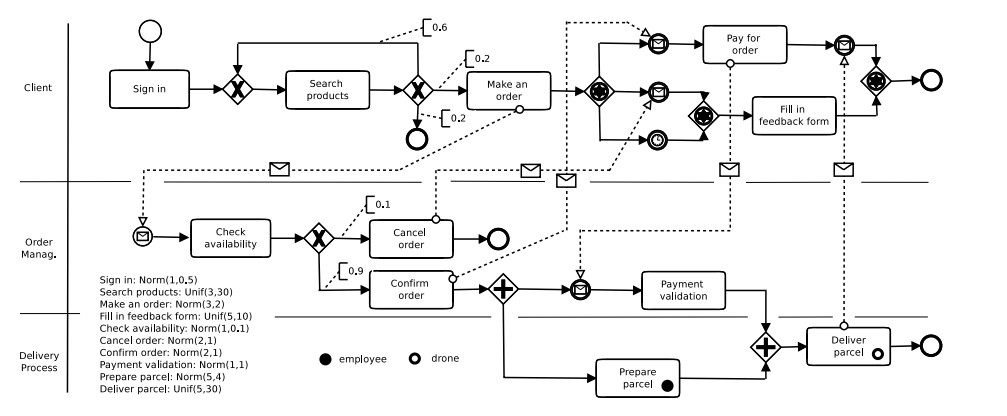 Client
Sign in
Search
products
Make an
order
Pay for
order
Fill in
feedback form
0.6
0.2
0.2
Order
Manag.
Check
availability
Cancel
order
Confirm
order
Payment
validation
0.1
0.9
Sign in: Norm(1,0.5)
Search products: Unif(3,30)
Make an order: Norm(3,2)
Fill in feedback form: Unif(5,10)
Check availability: Norm(1,0.1)
Cancel order: Norm(2,1)
Confirm order: Norm(2,1)
Payment validation: Norm(1,1)
Prepare parcel: Norm(5,4)
Deliver parcel: Unif(5,30)
Delivery
Process
employee
drone
Prepare
parcel
Deliver
parcel